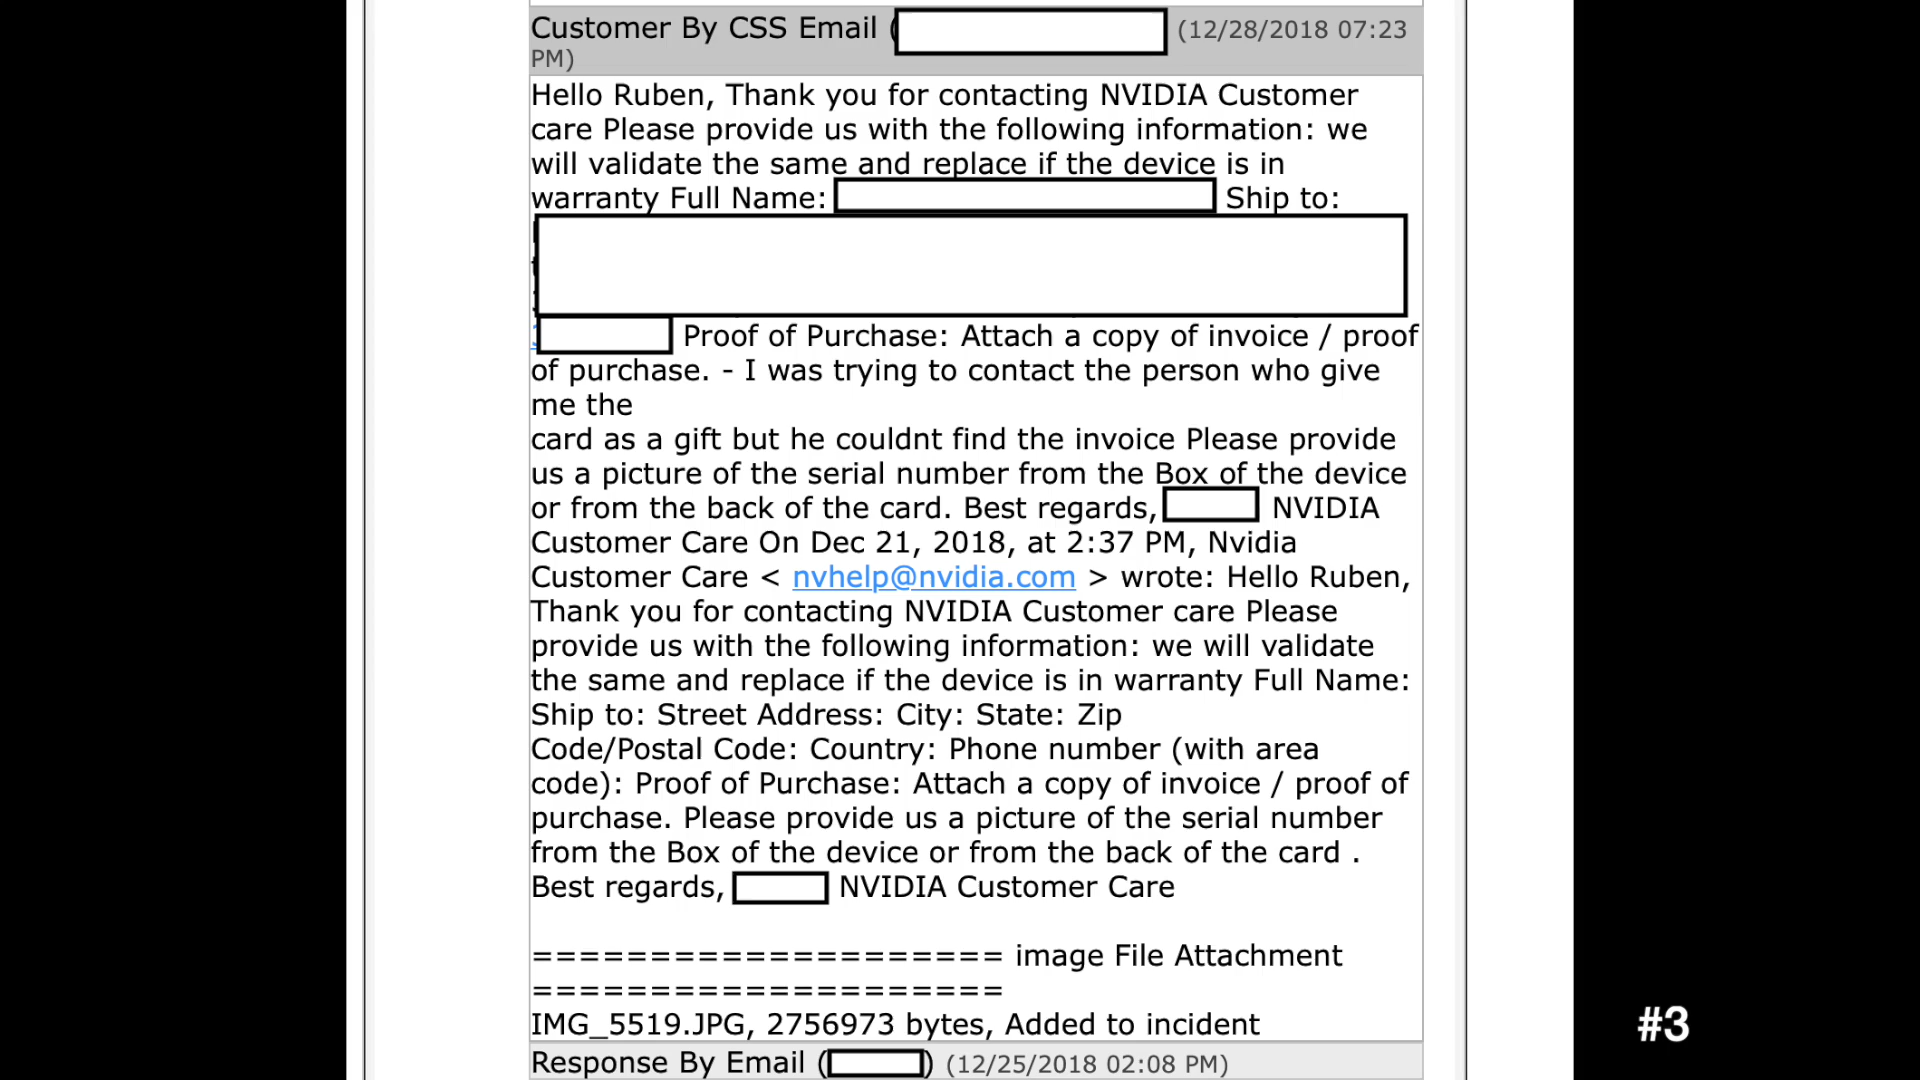 Customer By CSS Email ( (12/28/2018 07:23
PM)
Hello Ruben, Thank you for contacting NVIDIA Customer
care Please provide us with the following information: we
will validate the same and replace if the device is in
warranty Full Name: Ship to:
Proof of Purchase: Attach a copy of invoice / proof
of purchase. - I was trying to contact the person who give
me the
card as a gift but he couldnt find the invoice Please provide
us a picture of the serial number from the Box of the device
or from the back of the card. Best regards, NVIDIA
Customer Care On Dec 21, 2018, at 2:37 PM, Nvidia
Customer Care < nvhelp@nvidia.com > wrote: Hello Ruben,
Thank you for contacting NVIDIA Customer care Please
provide us with the following information: we will validate
the same and replace if the device is in warranty Full Name:
Ship to: Street Address: City: State: Zip
Code/Postal Code: Country: Phone number (with area
code): Proof of Purchase: Attach a copy of invoice / proof of
purchase. Please provide us a picture of the serial number
from the Box of the device or from the back of the card .
Best regards, NVIDIA Customer Care
==================== image File Attachment
====================
IMG_5519.JPG, 2756973 bytes, Added to incident
Response By Email ( ) (12/25/2018 02:08 PM)
#3